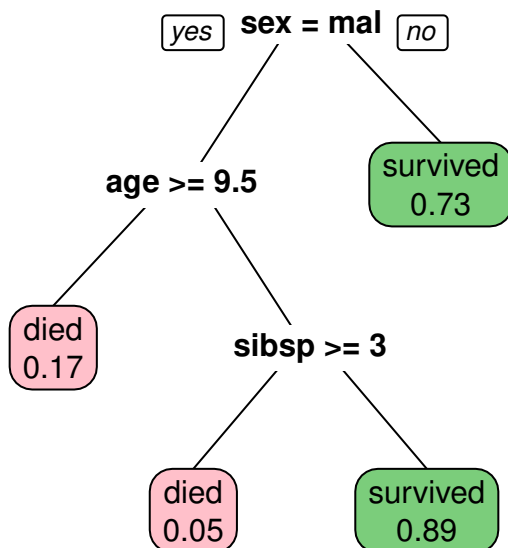 yes sex = mal no
survived
0.73
age >= 9.5
died
0.17
sibsp >= 3
died
0.05
survived
0.89